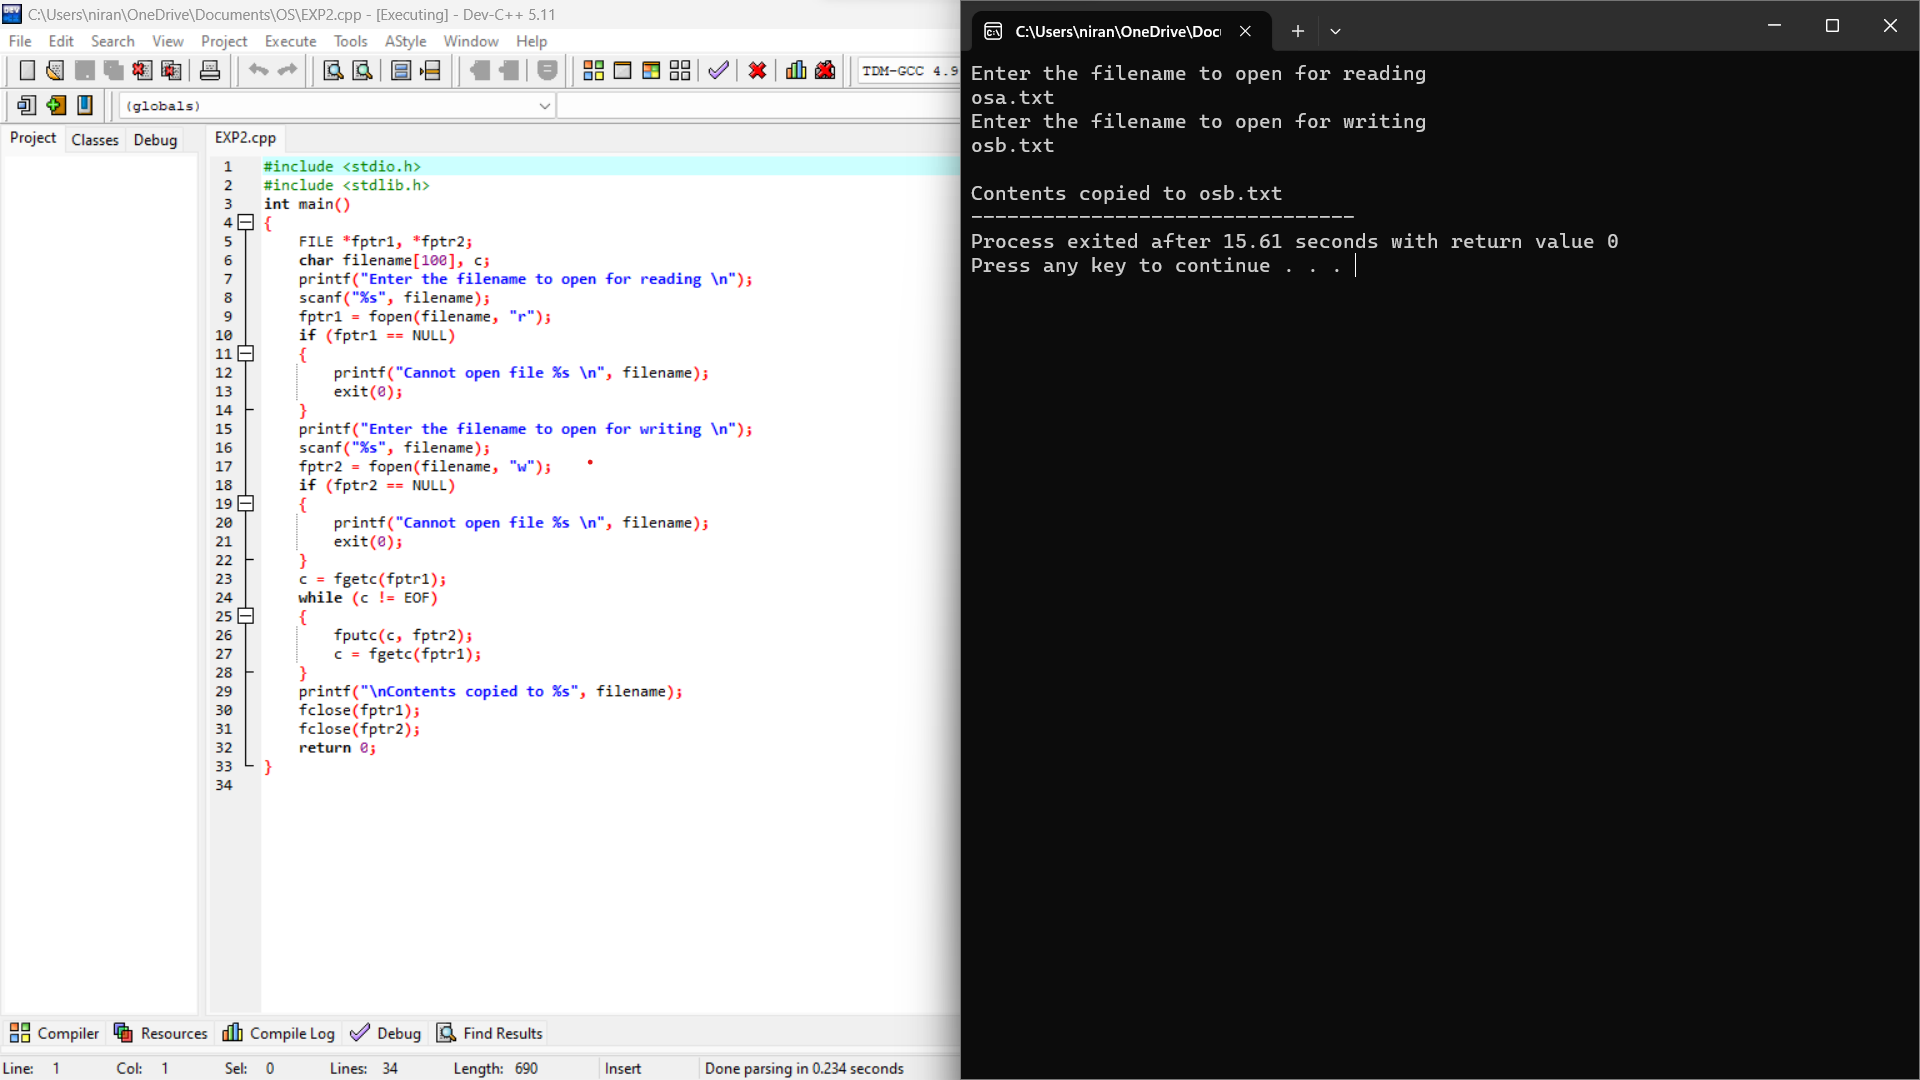 C:\Users\niran\OneDrive\Documents\OS\EXP2.cpp - [Executing] - Dev-C++ 5.11
File Edit Search View Project Execute Tools AStyle Window Help
TDM-GCC 4.9
(globals)
Project Classes Debug
EXP2.cpp
1 #include <stdio.h>
2 #include <stdlib.h>
3 int main()
4 {
5 FILE *fptr1, *fptr2;
6 char filename[100], c;
7 printf("Enter the filename to open for reading \n");
8 scanf("%s", filename);
9 fptr1 = fopen(filename, "r");
10 if (fptr1 == NULL)
11 {
12 printf("Cannot open file %s \n", filename);
13 exit(0);
14 }
15 printf("Enter the filename to open for writing \n");
16 scanf("%s", filename);
17 fptr2 = fopen(filename, "w");
18 if (fptr2 == NULL)
19 {
20 printf("Cannot open file %s \n", filename);
21 exit(0);
22 }
23 c = fgetc(fptr1);
24 while (c != EOF)
25 {
26 fputc(c, fptr2);
27 c = fgetc(fptr1);
28 }
29 printf("\nContents copied to %s", filename);
30 fclose(fptr1);
31 fclose(fptr2);
32 return 0;
33 }
34
Compiler Resources Compile Log Debug Find Results
Line: 1 Col: 1 Sel: 0 Lines: 34 Length: 690 Insert Done parsing in 0.234 seconds
C:\Users\niran\OneDrive\Doc
Enter the filename to open for reading
osa.txt
Enter the filename to open for writing
osb.txt
Contents copied to osb.txt
--------------------------------
Process exited after 15.61 seconds with return value 0
Press any key to continue . . .